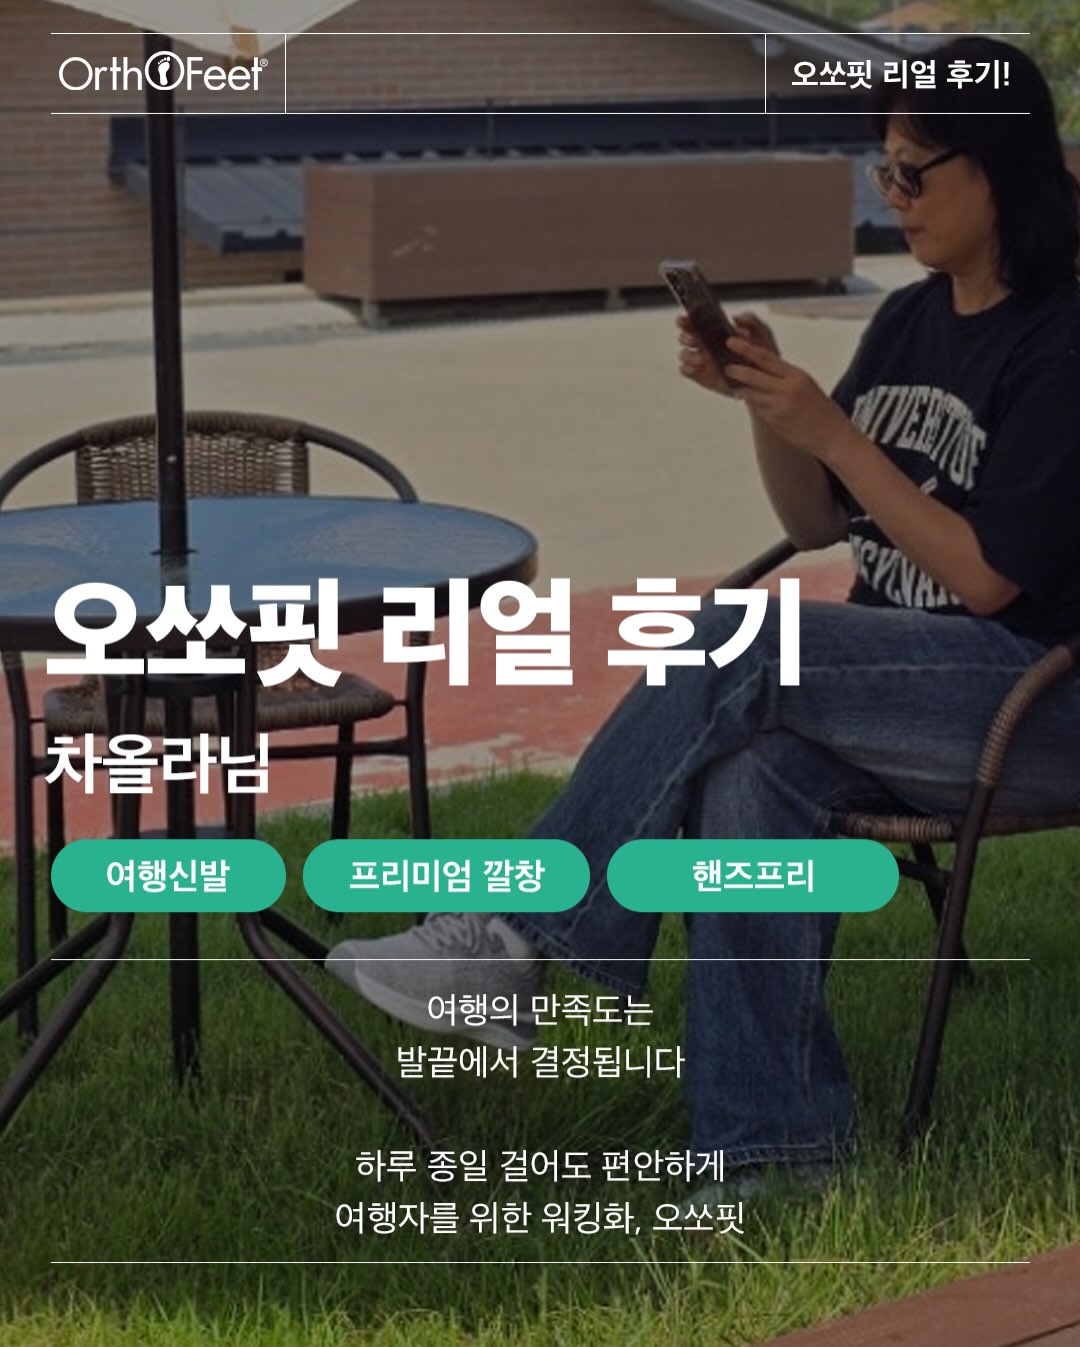 OrthoFeet®
오쏘핏 리얼 후기!
UNIVERSITY OF
오쏘핏 리얼 후기
차올라님
여행신발
프리미엄 깔창
핸즈프리
여행의 만족도는
발끝에서 결정됩니다
하루 종일 걸어도 편안하게
여행자를 위한 워킹화, 오쏘핏